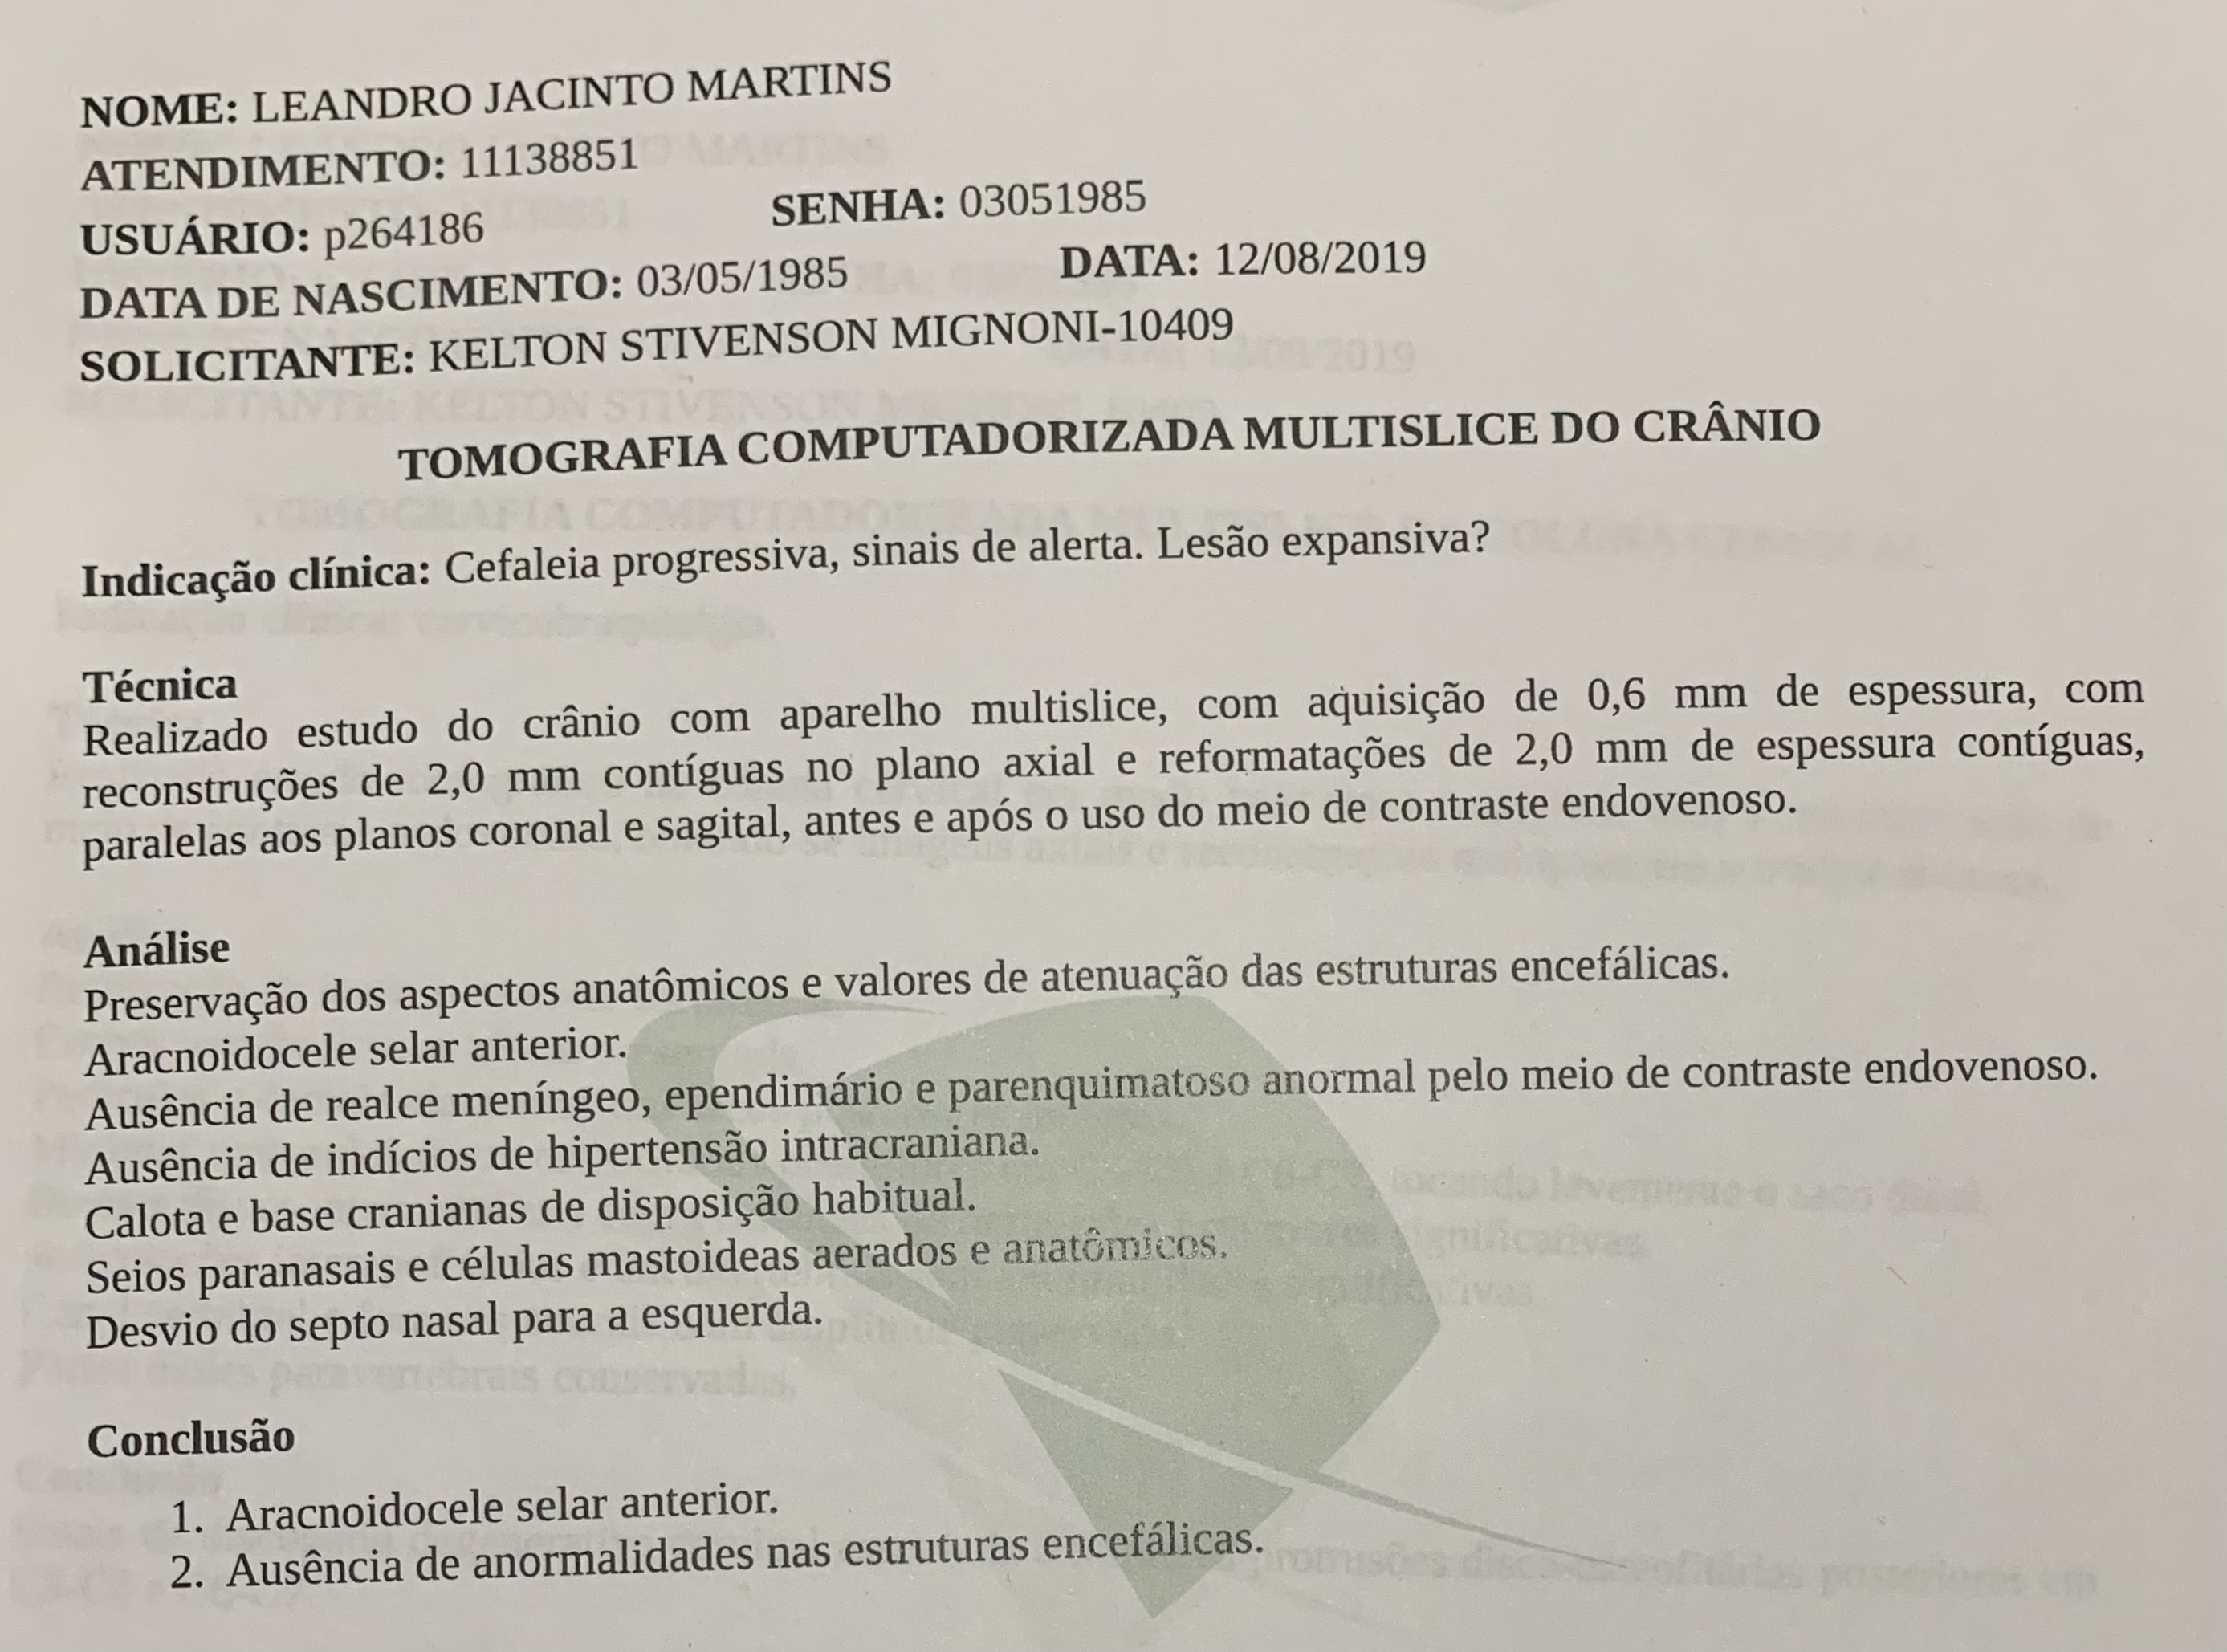 NOME: LEANDRO JACINTO MARTINS
ATENDIMENTO: 11138851
USUÁRIO: p264186 SENHA: 03051985
DATA DE NASCIMENTO: 03/05/1985 DATA: 12/08/2019
SOLICITANTE: KELTON STIVENSON MIGNONI-10409
TOMOGRAFIA COMPUTADORIZADA MULTISLICE DO CRÂNIO
Indicação clínica: Cefaleia progressiva, sinais de alerta. Lesão expansiva?
Técnica
Realizado estudo do crânio com aparelho multislice, com aquisição de 0,6 mm de espessura, com
reconstruções de 2,0 mm contíguas no plano axial e reformatações de 2,0 mm de espessura contíguas,
paralelas aos planos coronal e sagital, antes e após o uso do meio de contraste endovenoso.
Análise
Preservação dos aspectos anatômicos e valores de atenuação das estruturas encefálicas.
Aracnoidocele selar anterior.
Ausência de realce meníngeo, ependimário e parenquimatoso anormal pelo meio de contraste endovenoso.
Ausência de indícios de hipertensão intracraniana.
Calota e base cranianas de disposição habitual.
Seios paranasais e células mastoideas aerados e anatômicos.
Desvio do septo nasal para a esquerda.
Conclusão
1. Aracnoidocele selar anterior.
2. Ausência de anormalidades nas estruturas encefálicas.